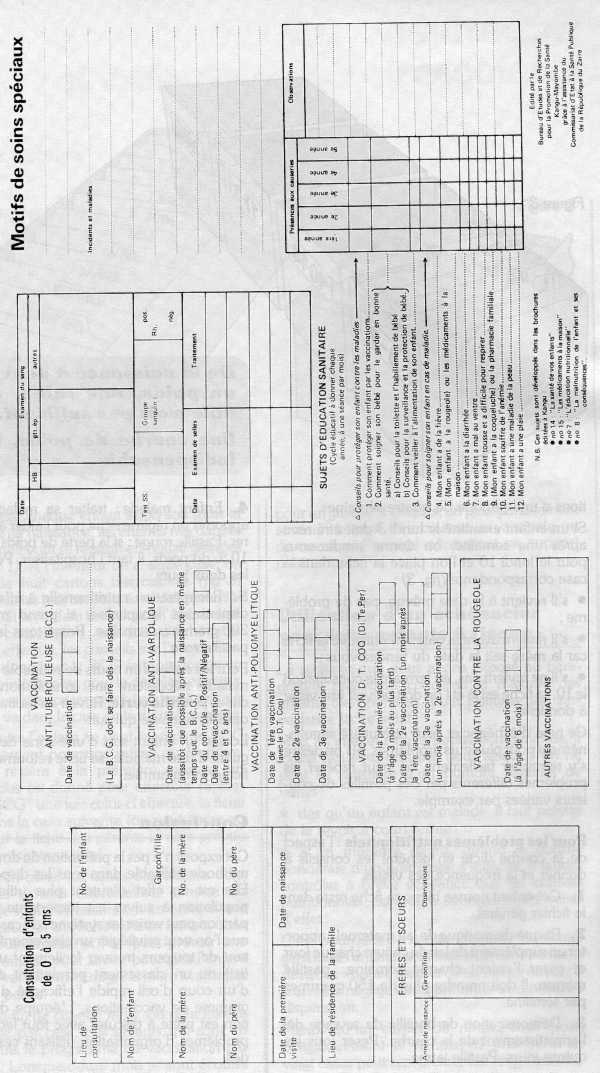 Consultation d'enfants
de 0 à 5 ans
Lieu de
consultation
No. de l'enfant
Nom de l'enfant
Garçon/fille
Nom de la mère
No. de la mère
Nom du père
No. du père
Date de la première
visite
Date de naissance
Lieu de résidence de la famille
FRERES ET SOEURS
Année de naissance
Garçon/Fille
Observations
VACCINATION
ANTI-TUBERCULEUSE (B.C.G.)
Date de vaccination
(Le B.C.G. doit se faire dès la naissance)
VACCINATION ANTI-VARIOLIQUE
Date de vaccination
(aussitôt que possible après la naissance en même
temps que le B.C.G.)
Date du contrôle : Positif/Négatif
Date de revaccination
(entre 4 et 5 ans)
VACCINATION ANTI-POLIOMYELITIQUE
Date de 1ère vaccination
(avec le D.T. Coq)
Date de 2e vaccination
Date de 3e vaccination
VACCINATION D. T. COQ (Di.Te.Per)
Date de la première vaccination
(à l'âge 3 mois au plus tard)
Date de la 2e vaccination (un mois après
la 1ère vaccination)
Date de la 3e vaccination
(un mois après la 2e vaccination)
VACCINATION CONTRE LA ROUGEOLE
Date de vaccination
(à l'âge de 6 mois)
AUTRES VACCINATIONS
Motifs de soins spéciaux
Date
Examen du sang
HB
gtt. ép.
autres
Test SS
Groupe
sanguin :
Rh.
pos.
nég.
Date
Examen de selles
Traitement
Incidents et maladies
SUJETS D'EDUCATION SANITAIRE
(Cycle éducatif à donner chaque
année, à une séance par mois)
Présences aux causeries
Observations
1ère année
2e année
3e année
4e année
5e année
△ Conseils pour protéger son enfant contre les maladies
1. Comment protéger son enfant par les vaccinations
2. Comment soigner son bébé pour le garder en bonne
santé.
a) Conseils pour la toilette et l'habillement de bébé
b) Conseils pour la surveillance et la protection de bébé.
3. Comment veiller à l'alimentation de son enfant.
△ Conseils pour soigner son enfant en cas de maladie.
4. Mon enfant a de la fièvre.
5. (Mon enfant a la rougeole) ou les médicaments à la
maison
6. Mon enfant a la diarrhée
7. Mon enfant a mal au ventre
8. Mon enfant tousse et a difficile pour respirer
9. (Mon enfant a la coqueluche) ou la pharmacie familiale
10. Mon enfant souffre de l'anémie
11. Mon enfant a une maladie de la peau
12. Mon enfant a une plaie
N.B. Ces sujets sont développés dans les brochures
éditées à Kangu
● no 14 "La santé de vos enfants"
● no 15 "Les médicaments à la maison"
● no 7 "L'éducation nutritionnelle"
● no 8 "La malnutrition de l'enfant et ses
conséquences"
Edité par le
Bureau d'Etudes et de Recherches
pour la Promotion de la Santé
Kangu-Mayombe
grâce à l'assistance du
Commissariat d'Etat à la Santé Publique
de la République du Zaïre